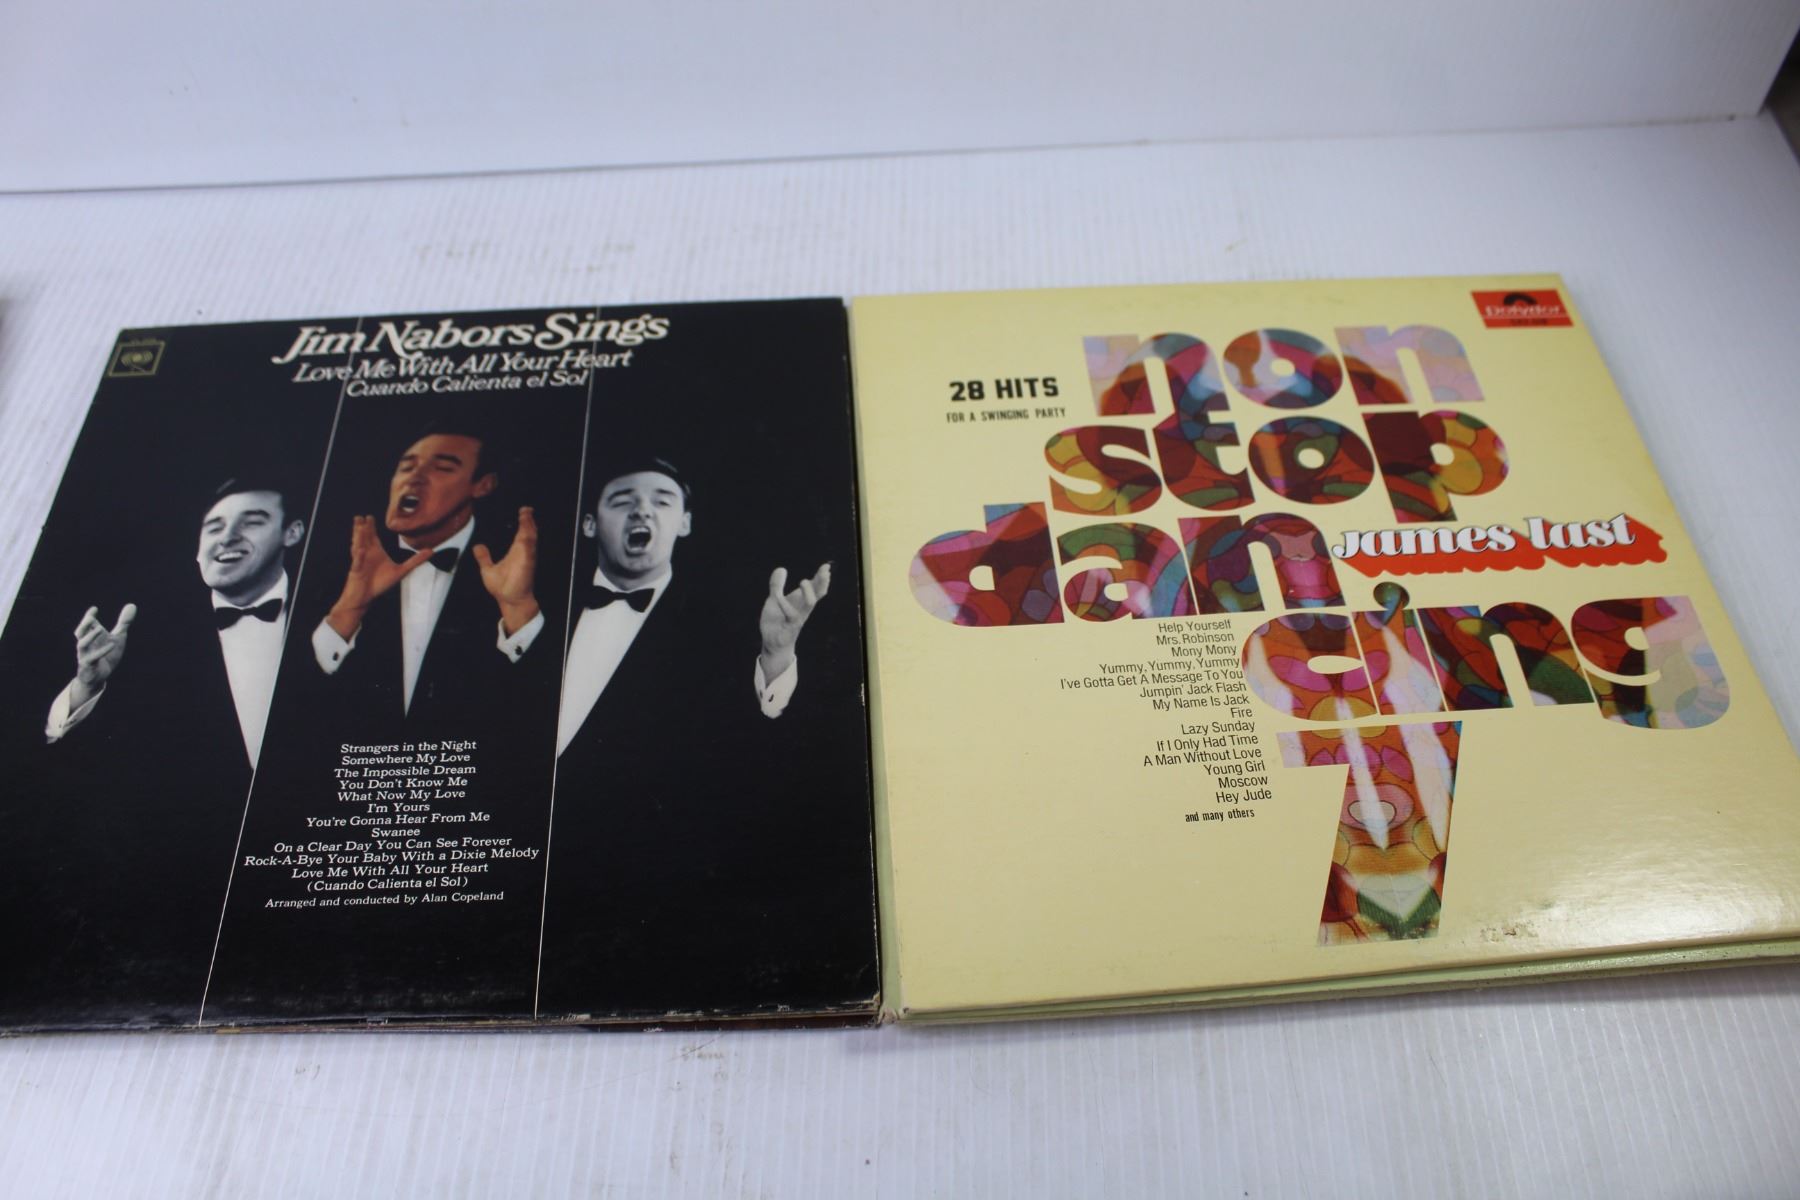 Jim Nabors Sings
Love Me With All Your Heart
Cuando Calienta el Sol
Strangers in the Night
Somewhere My Love
The Impossible Dream
You Don't Know Me
What Now My Love
I'm Yours
You're Gonna Hear From Me
Swanee
On a Clear Day You Can See Forever
Rock-A-Bye Your Baby With a Dixie Melody
Love Me With All Your Heart
(Cuando Calienta el Sol)
Arranged and conducted by Alan Copeland
Polydor
28 HITS
FOR A SWINGING PARTY
non
stop
dan
james last
cing
7
Help Yourself
Mrs. Robinson
Mony Mony
Yummy, Yummy, Yummy
I've Gotta Get A Message To You
Jumpin' Jack Flash
My Name Is Jack
Fire
Lazy Sunday
If I Only Had Time
A Man Without Love
Young Girl
Moscow
Hey Jude
and many others